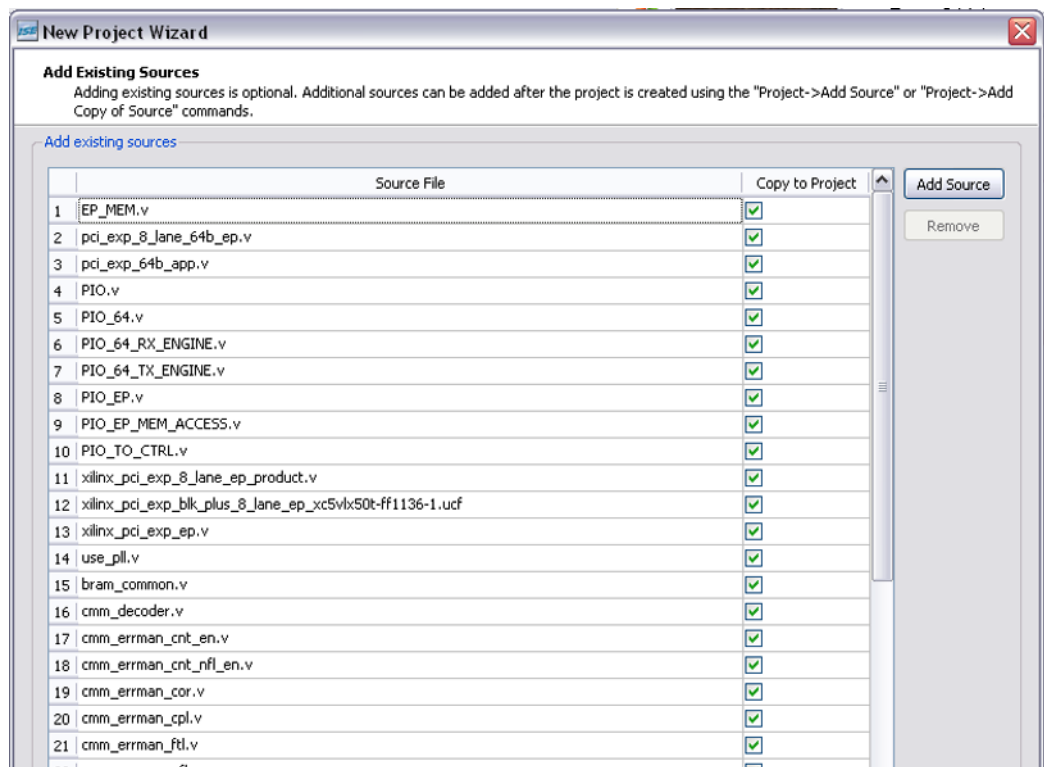 ISE New Project Wizard
Add Existing Sources
Adding existing sources is optional. Additional sources can be added after the project is created using the "Project->Add Source" or "Project->Add
Copy of Source" commands.
Add existing sources
Source File Copy to Project Add Source
1 EP_MEM.v
Remove
2 pci_exp_8_lane_64b_ep.v
3 pci_exp_64b_app.v
4 PIO.v
5 PIO_64.v
6 PIO_64_RX_ENGINE.v
7 PIO_64_TX_ENGINE.v
8 PIO_EP.v
9 PIO_EP_MEM_ACCESS.v
10 PIO_TO_CTRL.v
11 xilinx_pci_exp_8_lane_ep_product.v
12 xilinx_pci_exp_blk_plus_8_lane_ep_xc5vlx50t-ff1136-1.ucf
13 xilinx_pci_exp_ep.v
14 use_pll.v
15 bram_common.v
16 cmm_decoder.v
17 cmm_errman_cnt_en.v
18 cmm_errman_cnt_nfl_en.v
19 cmm_errman_cor.v
20 cmm_errman_cpl.v
21 cmm_errman_ftl.v